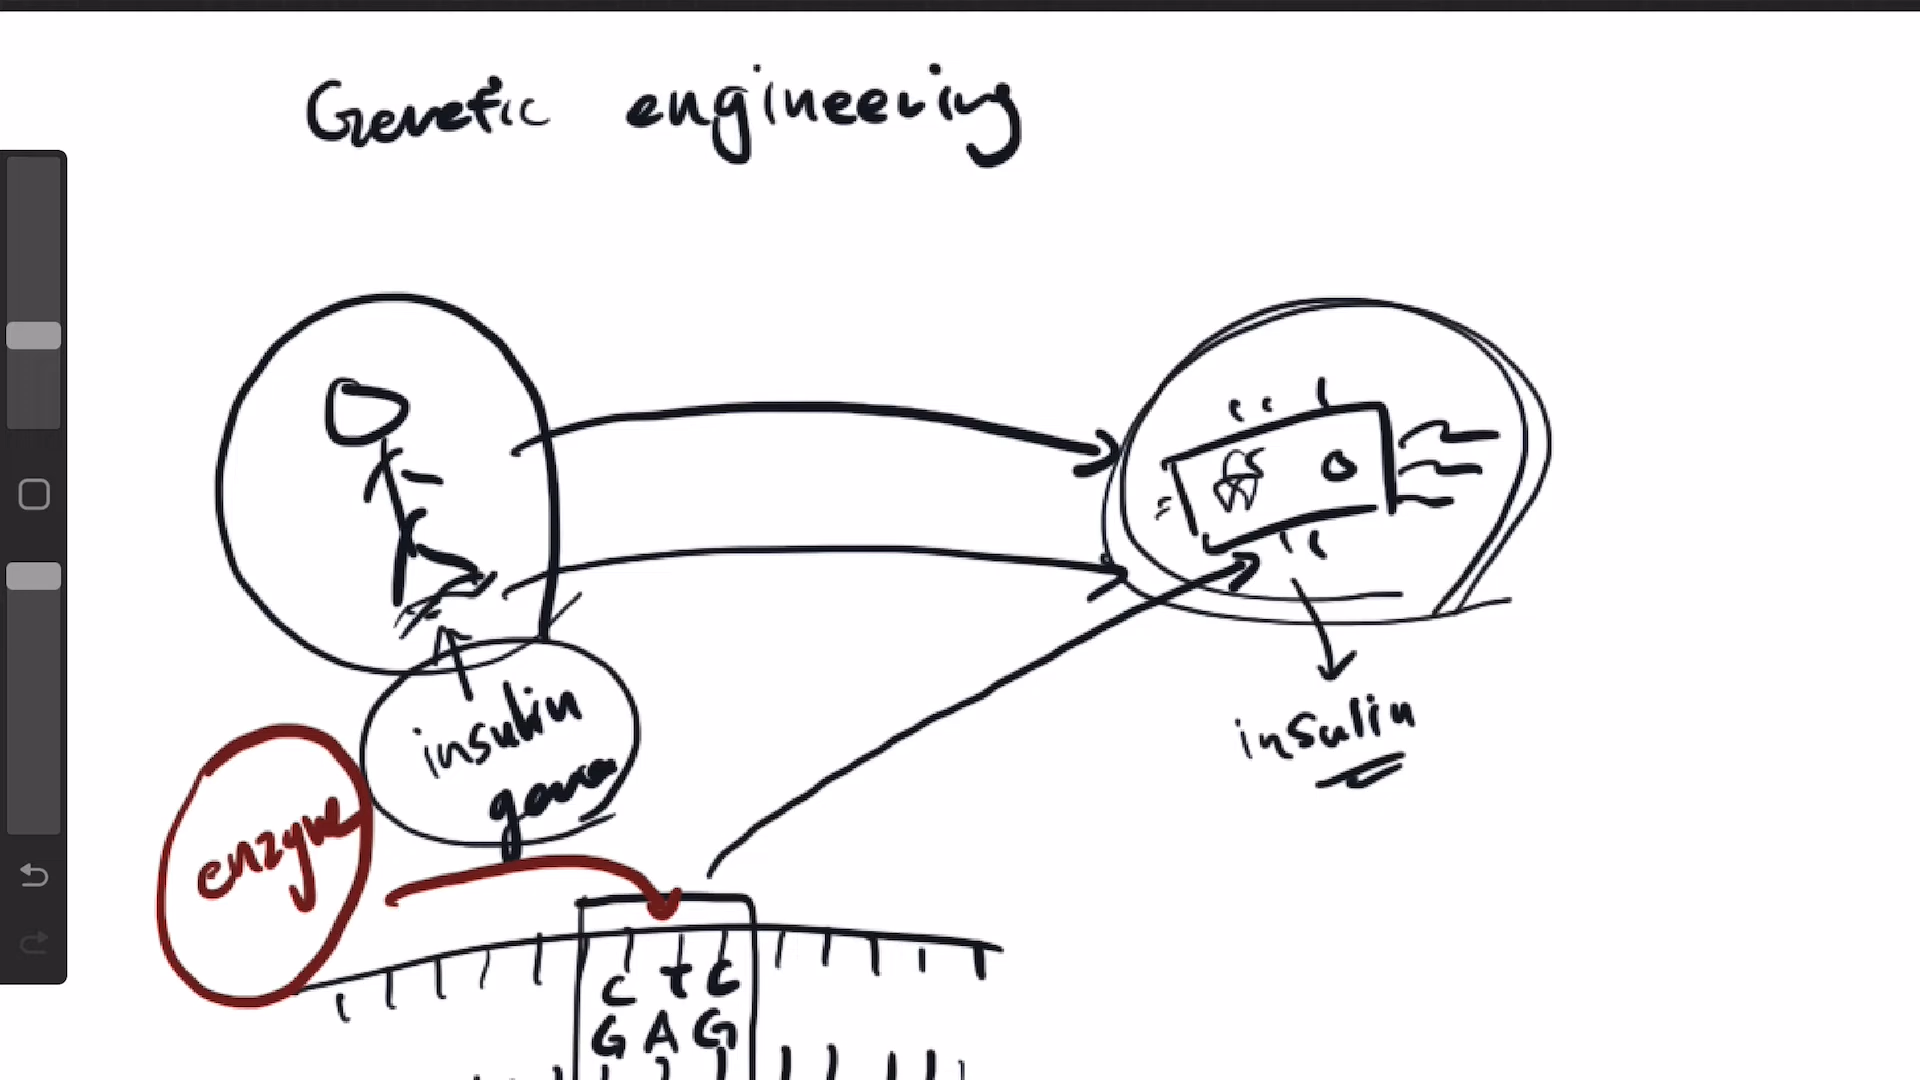 Genetic engineering
insulin
gene
insulin
enzyme
C t C
G A G